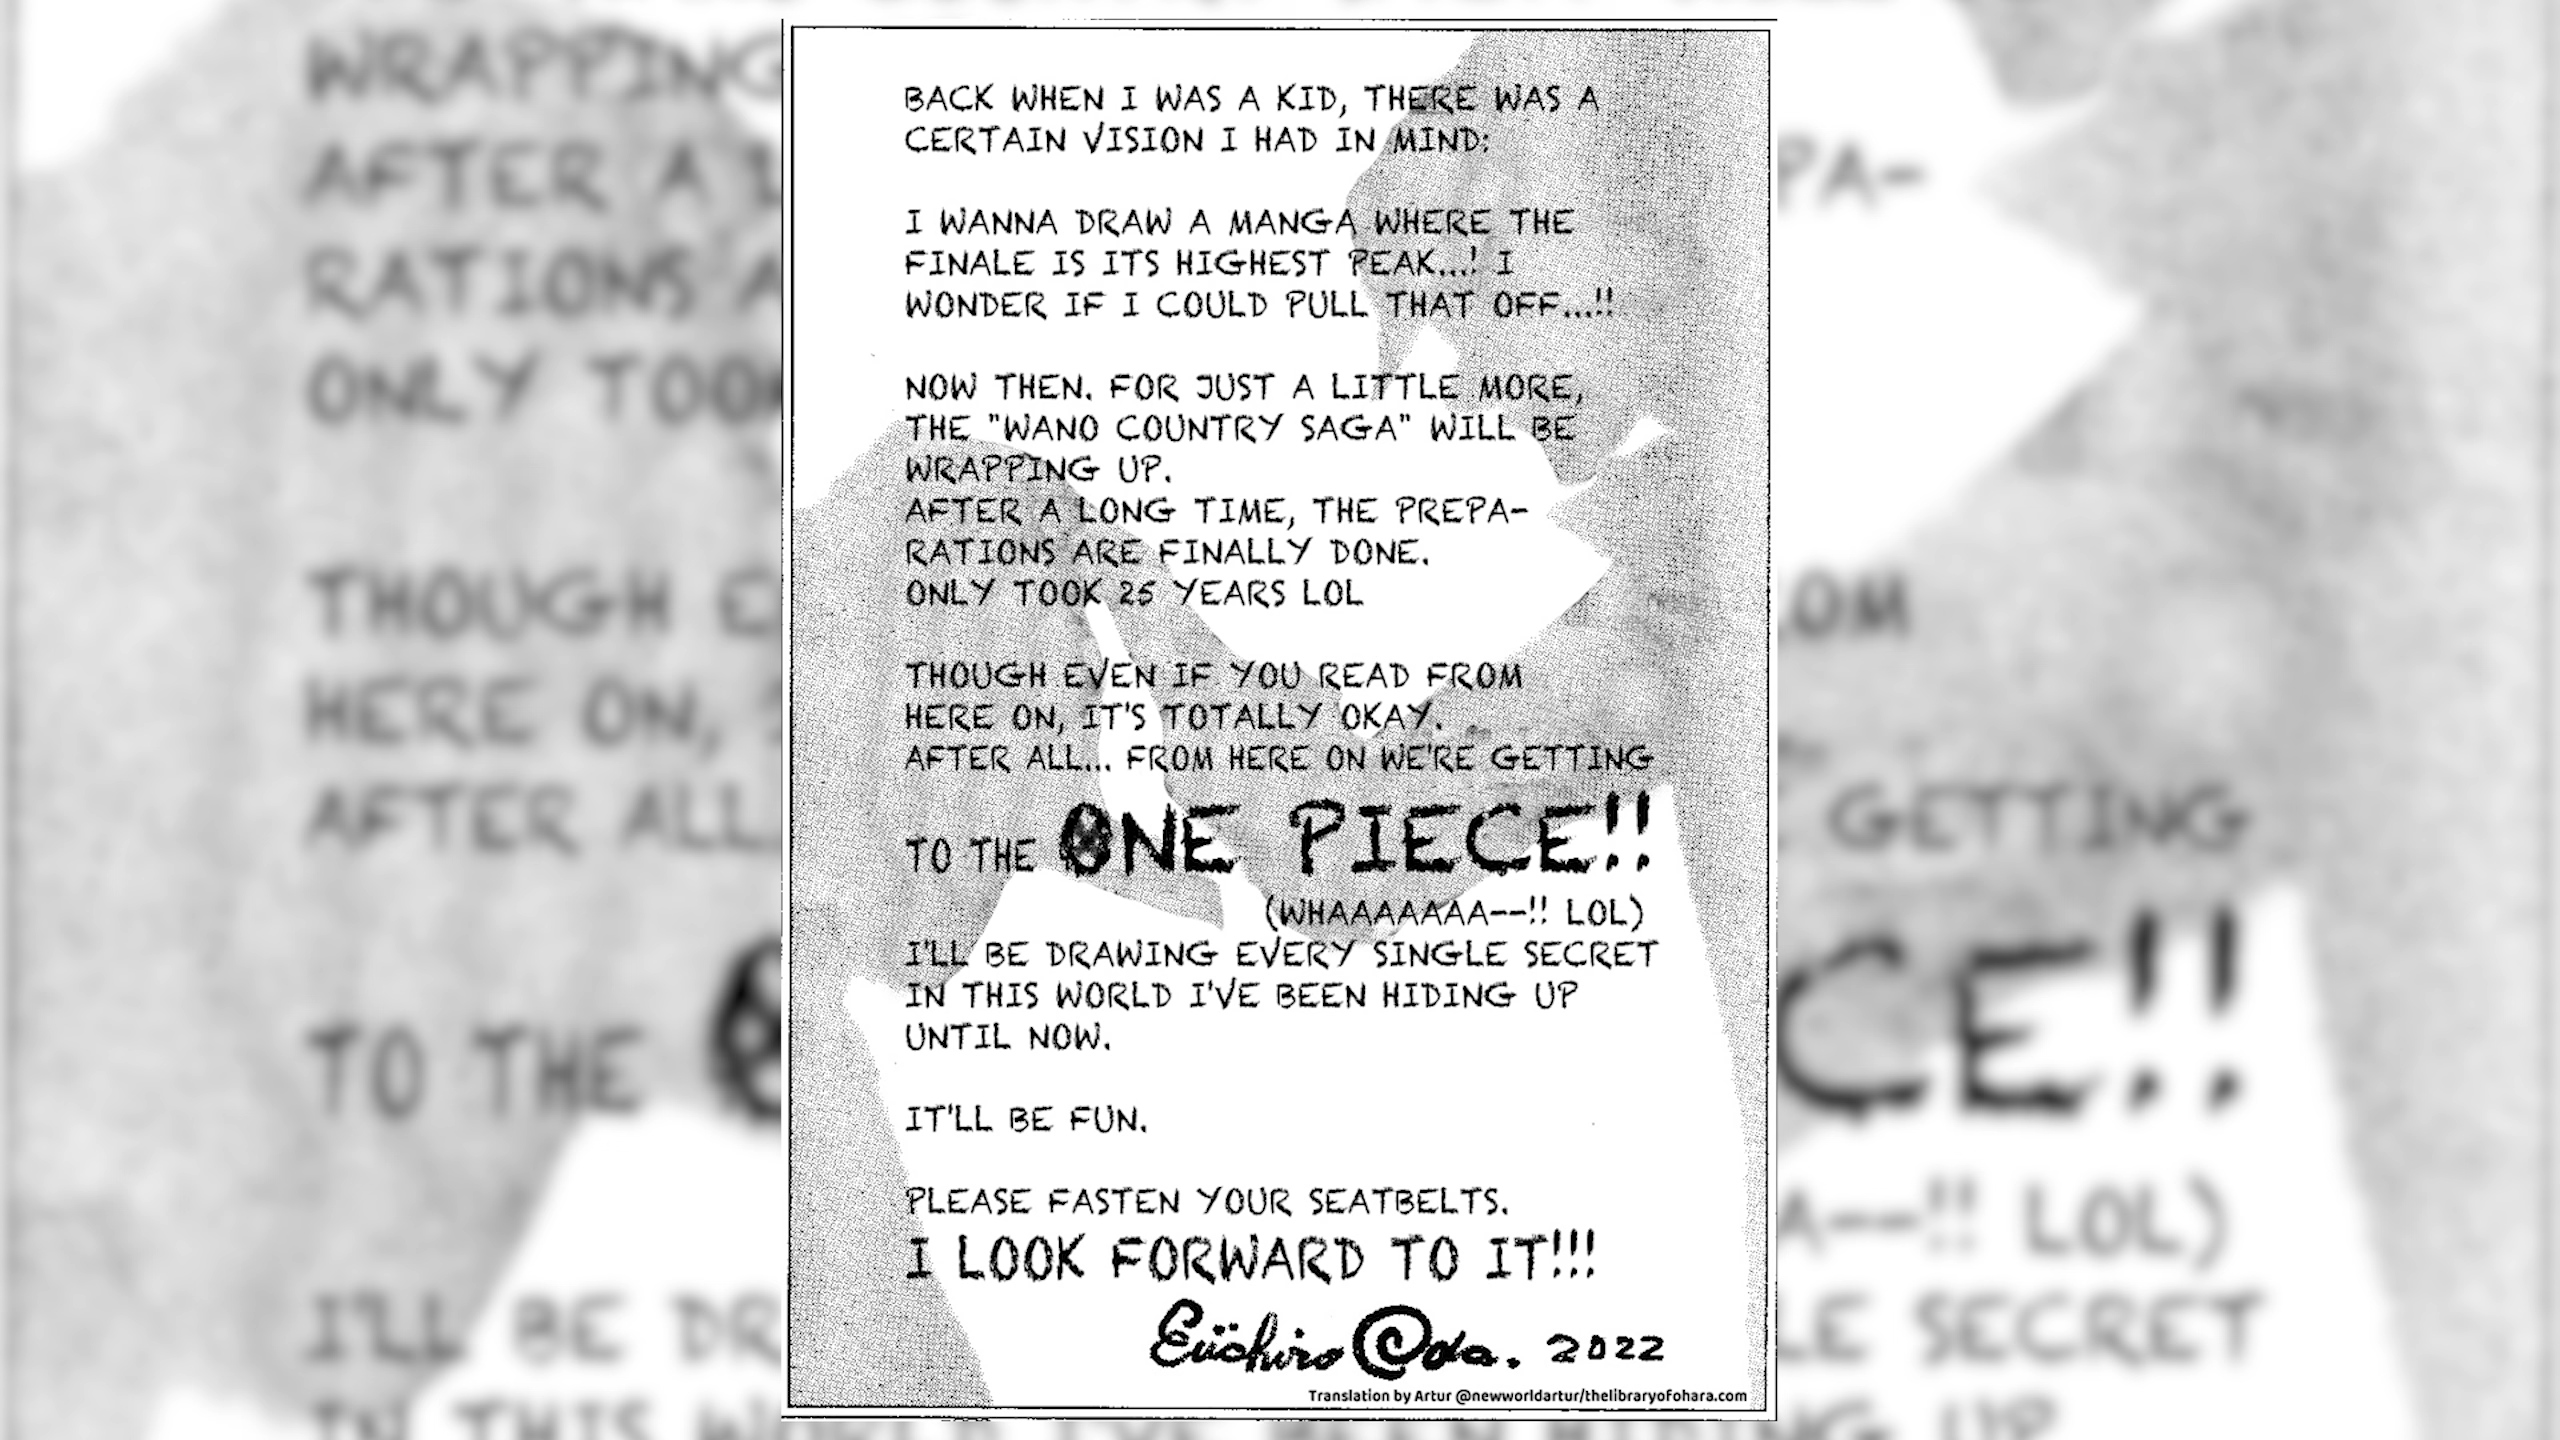 BACK WHEN I WAS A KID, THERE WAS A
CERTAIN VISION I HAD IN MIND:
I WANNA DRAW A MANGA WHERE THE
FINALE IS ITS HIGHEST PEAK...! I
WONDER IF I COULD PULL THAT OFF...!!
NOW THEN. FOR JUST A LITTLE MORE,
THE "WANO COUNTRY SAGA" WILL BE
WRAPPING UP.
AFTER A LONG TIME, THE PREPA-
RATIONS ARE FINALLY DONE.
ONLY TOOK 25 YEARS LOL
THOUGH EVEN IF YOU READ FROM
HERE ON, IT'S TOTALLY OKAY.
AFTER ALL... FROM HERE ON WE'RE GETTING
TO THE ONE PIECE!!
(WHAAAAAAA--!! LOL)
I'LL BE DRAWING EVERY SINGLE SECRET
IN THIS WORLD I'VE BEEN HIDING UP
UNTIL NOW.
IT'LL BE FUN.
PLEASE FASTEN YOUR SEATBELTS.
I LOOK FORWARD TO IT!!!
Eiichiro Oda. 2022
Translation by Artur @newworldartur/thelibraryofohara.com